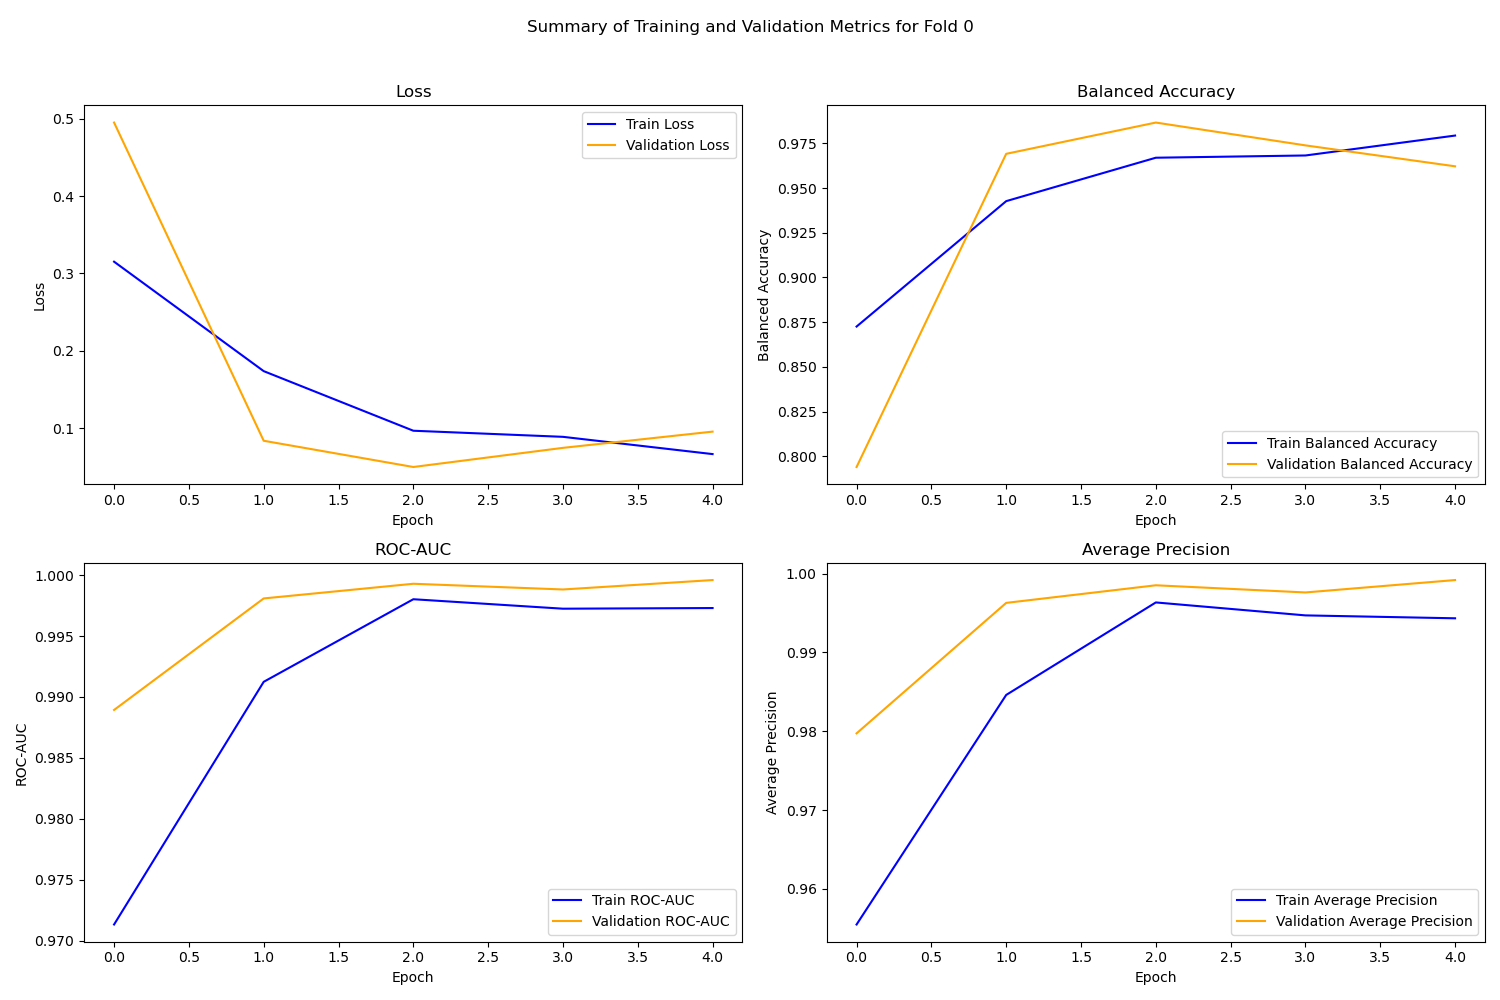 Summary of Training and Validation Metrics for Fold 0
Loss
0.5
0.4
0.3
0.2
0.1
Loss
Train Loss
Validation Loss
0.0 0.5 1.0 1.5 2.0 2.5 3.0 3.5 4.0
Epoch
Balanced Accuracy
0.975
0.950
0.925
0.900
0.875
0.850
0.825
0.800
Balanced Accuracy
Train Balanced Accuracy
Validation Balanced Accuracy
0.0 0.5 1.0 1.5 2.0 2.5 3.0 3.5 4.0
Epoch
ROC-AUC
1.000
0.995
0.990
0.985
0.980
0.975
0.970
ROC-AUC
Train ROC-AUC
Validation ROC-AUC
0.0 0.5 1.0 1.5 2.0 2.5 3.0 3.5 4.0
Epoch
Average Precision
1.00
0.99
0.98
0.97
0.96
Average Precision
Train Average Precision
Validation Average Precision
0.0 0.5 1.0 1.5 2.0 2.5 3.0 3.5 4.0
Epoch